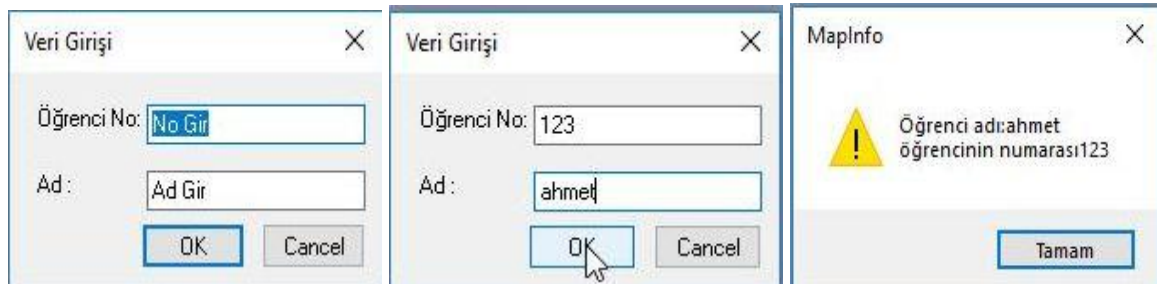 Veri Girişi
Öğrenci No: No Gir
Ad : Ad Gir
OK Cancel
Veri Girişi
Öğrenci No: 123
Ad : ahmet
OK Cancel
MapInfo
Öğrenci adı:ahmet
öğrencinin numarası123
Tamam